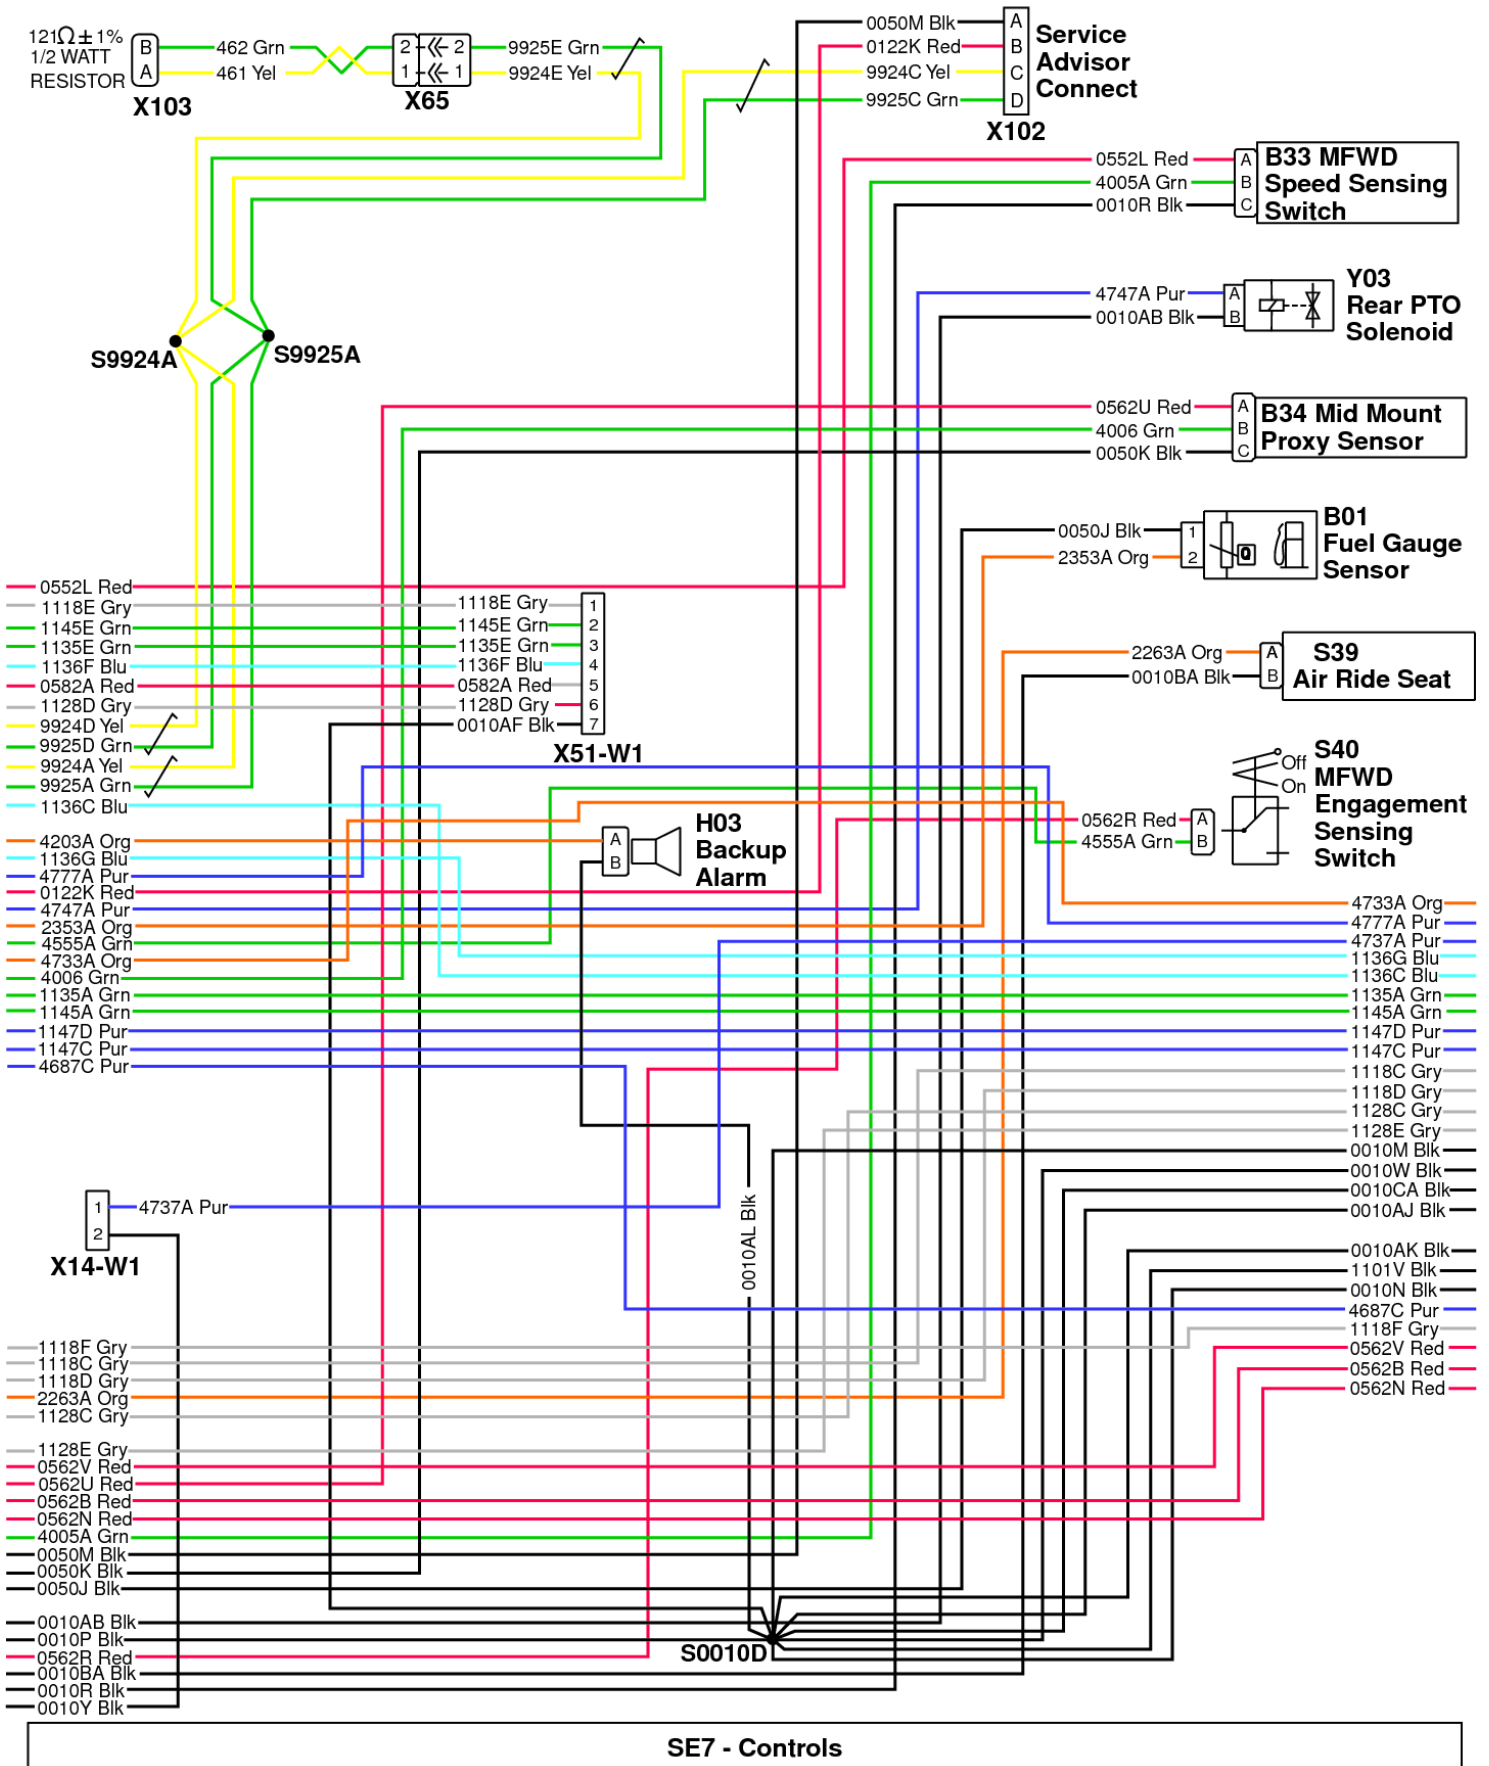 121Ω±1%
1/2 WATT
RESISTOR
B
A
X103
462 Grn
461 Yel
2
2
1
1
X65
9925E Grn
9924E Yel
0050M Blk
0122K Red
9924C Yel
9925C Grn
A
B
C
D
X102
Service
Advisor
Connect
0552L Red
4005A Grn
0010R Blk
A
B
C
B33 MFWD
Speed Sensing
Switch
4747A Pur
0010AB Blk
A
B
Y03
Rear PTO
Solenoid
S9924A
S9925A
0562U Red
4006 Grn
0050K Blk
A
B
C
B34 Mid Mount
Proxy Sensor
0050J Blk
2353A Org
1
2
Q
B01
Fuel Gauge
Sensor
2263A Org
0010BA Blk
A
B
S39
Air Ride Seat
0552L Red
1118E Gry
1145E Grn
1135E Grn
1136F Blu
0582A Red
1128D Gry
9924D Yel
9925D Grn
9924A Yel
9925A Grn
1136C Blu
1118E Gry
1145E Grn
1135E Grn
1136F Blu
0582A Red
1128D Gry
0010AF Blk
1
2
3
4
5
6
7
X51-W1
Off
On
S40
MFWD
Engagement
Sensing
Switch
0562R Red
4555A Grn
A
B
A
B
H03
Backup
Alarm
4203A Org
1136G Blu
4777A Pur
0122K Red
4747A Pur
2353A Org
4555A Grn
4733A Org
4006 Grn
1135A Grn
1145A Grn
1147D Pur
1147C Pur
4687C Pur
4733A Org
4777A Pur
4737A Pur
1136G Blu
1136C Blu
1135A Grn
1145A Grn
1147D Pur
1147C Pur
1118C Gry
1118D Gry
1128C Gry
1128E Gry
0010M Blk
0010W Blk
0010CA Blk
0010AJ Blk
0010AK Blk
1101V Blk
0010N Blk
4687C Pur
1118F Gry
0562V Red
0562B Red
0562N Red
1
2
4737A Pur
X14-W1
0010AL Blk
1118F Gry
1118C Gry
1118D Gry
2263A Org
1128C Gry
1128E Gry
0562V Red
0562U Red
0562B Red
0562N Red
4005A Grn
0050M Blk
0050K Blk
0050J Blk
0010AB Blk
0010P Blk
0562R Red
0010BA Blk
0010R Blk
0010Y Blk
S0010D
SE7 - Controls